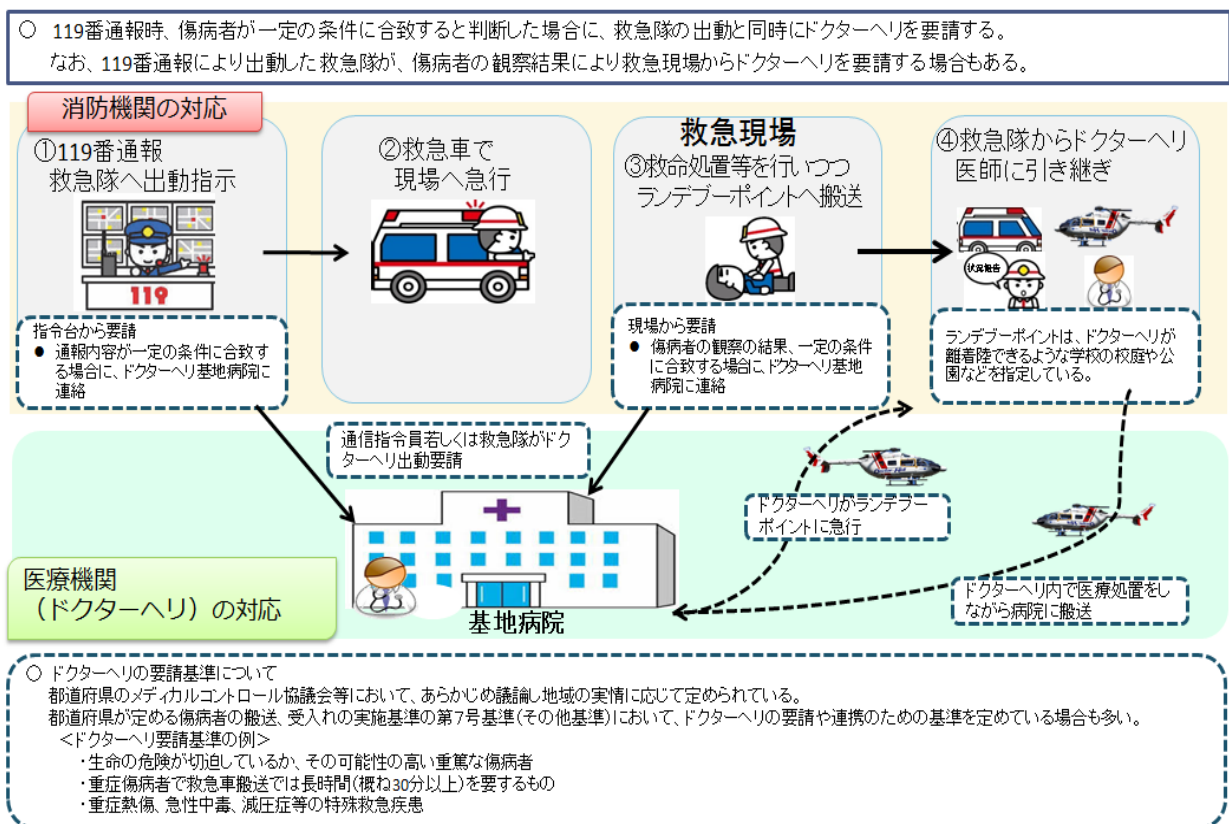 ○ 119番通報時、傷病者が一定の条件に合致すると判断した場合に、救急隊の出動と同時にドクターヘリを要請する。
なお、119番通報により出動した救急隊が、傷病者の観察結果により救急現場からドクターヘリを要請する場合もある。
消防機関の対応
①119番通報
救急隊へ出動指示
119
指令台から要請
● 通報内容が一定の条件に合致す
る場合に、ドクターヘリ基地病院に
連絡
②救急車で
現場へ急行
救急現場
③救命処置等を行いつつ
ランデブーポイントへ搬送
現場から要請
● 傷病者の観察の結果、一定の条件
に合致する場合に、ドクターヘリ基地
病院に連絡
④救急隊からドクターヘリ
医師に引き継ぎ
状況報告
ランデブーポイントは、ドクターヘリが
離着陸できるような学校の校庭や公
園などを指定している。
通信指令員若しくは救急隊がドク
ターヘリ出動要請
ドクターヘリがランデブー
ポイントに急行
ドクターヘリ内で医療処置をし
ながら病院に搬送
医療機関
（ドクターヘリ）の対応
基地病院
○ ドクターヘリの要請基準について
都道府県のメディカルコントロール協議会等において、あらかじめ議論し地域の実情に応じて定められている。
都道府県が定める傷病者の搬送、受入れの実施基準の第7号基準(その他基準)において、ドクターヘリの要請や連携のための基準を定めている場合も多い。
＜ドクターヘリ要請基準の例＞
・生命の危険が切迫しているか、その可能性の高い重篤な傷病者
・重症傷病者で救急車搬送では長時間(概ね30分以上)を要するもの
・重症熱傷、急性中毒、減圧症等の特殊救急疾患